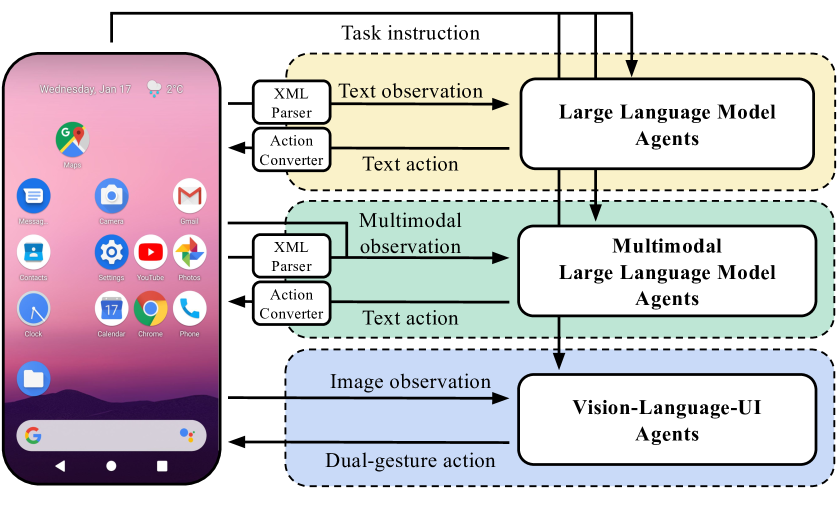 Task instruction
Wednesday, Jan 17 2°C
Maps
Messag..
Camera
Gmail
Contacts
Settings
YouTube
Photos
Clock
17
Calendar
Chrome
Phone
XML
Parser
Text observation
Action
Converter
Text action
Large Language Model
Agents
Multimodal
observation
XML
Parser
Action
Converter
Text action
Multimodal
Large Language Model
Agents
Image observation
Dual-gesture action
Vision-Language-UI
Agents